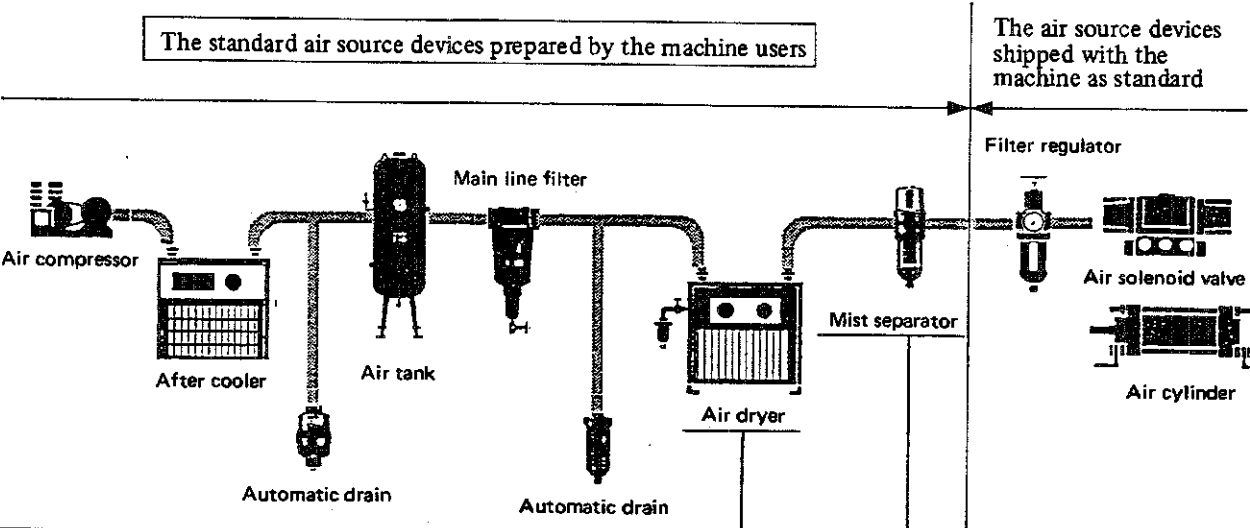 The standard air source devices prepared by the machine users
The air source devices
shipped with the
machine as standard
Filter regulator
Main line filter
Air compressor
Air solenoid valve
Mist separator
After cooler
Air tank
Air cylinder
Air dryer
Automatic drain
Automatic drain